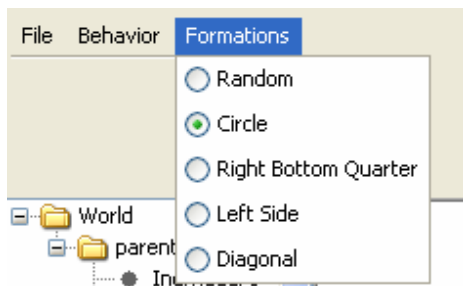 File Behavior Formations
Random
Circle
Right Bottom Quarter
World
Left Side
parent
Diagonal